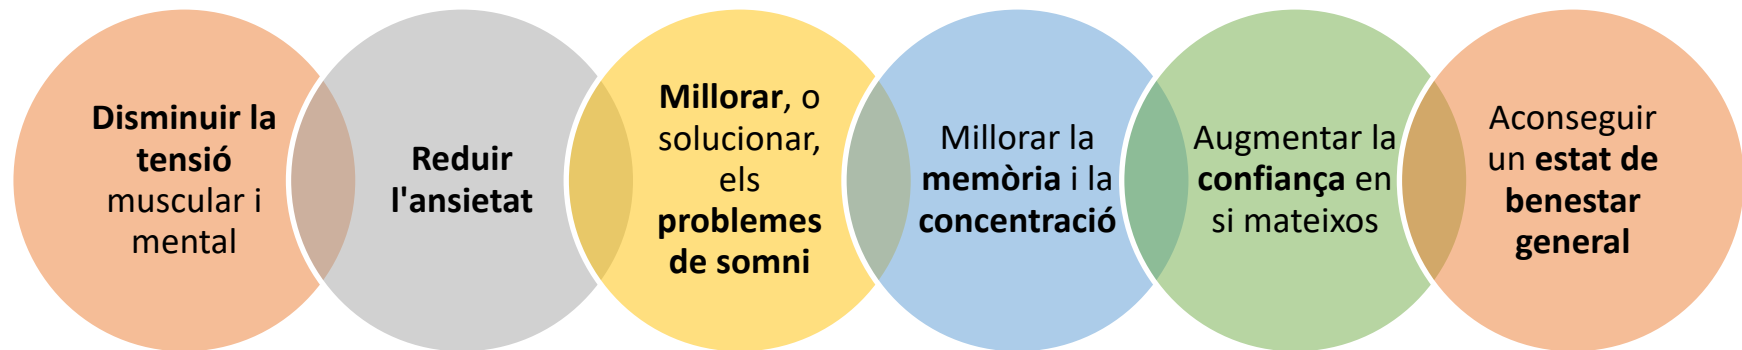 Disminuir la
tensió
muscular i
mental
Reduir
l'ansietat
Millorar, o
solucionar,
els
problemes
de somni
Millorar la
memòria i la
concentració
Augmentar la
confiança en
si mateixos
Aconseguir
un estat de
benestar
general